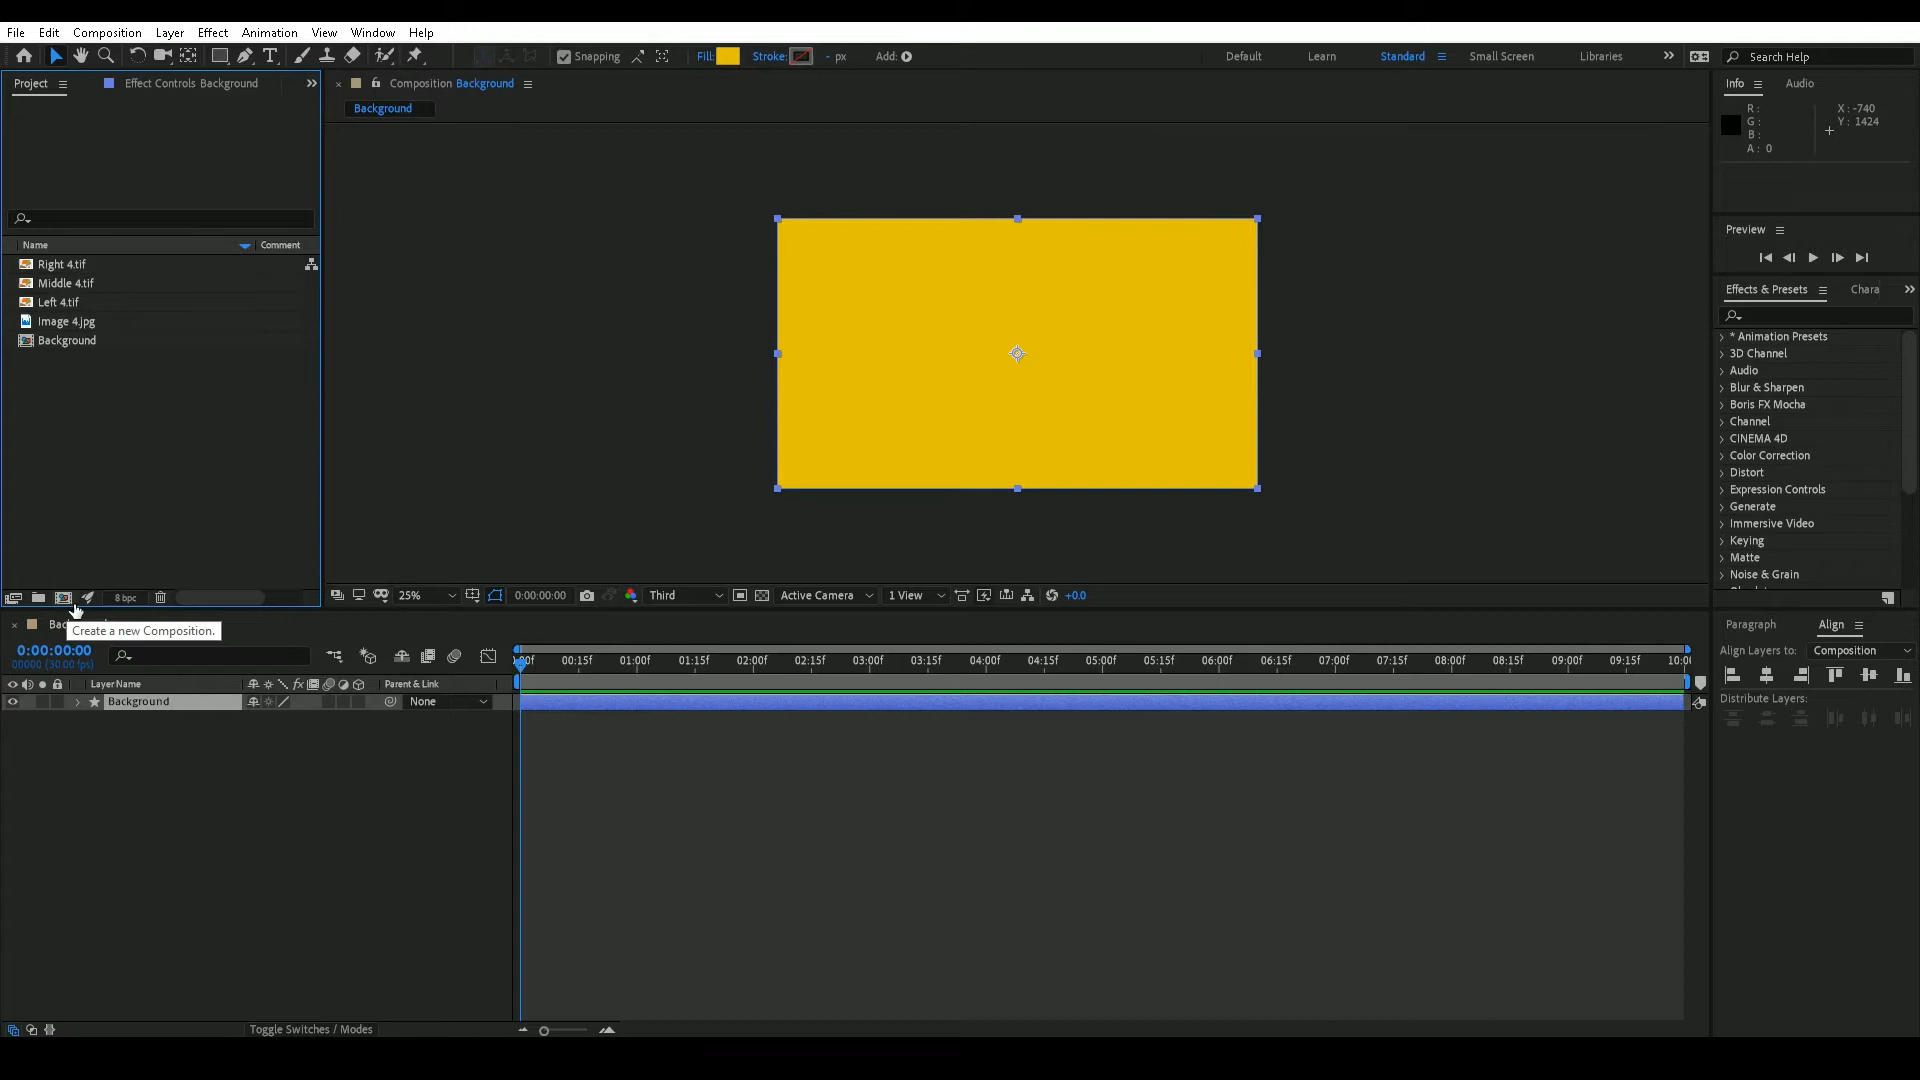 File Edit Composition Layer Effect Animation View Window Help
Snapping Fill: Stroke: - px Add: Default Learn Standard Small Screen Libraries Search Help
Project Effect Controls Background
Composition Background
Background
Info Audio
R: X: -740
G: Y: 1424
B:
A: 0
Preview
Name Comment
Right 4.tif
Middle 4.tif
Left 4.tif
Image 4.jpg
Background
Effects & Presets Chara
* Animation Presets
3D Channel
Audio
Blur & Sharpen
Boris FX Mocha
Channel
CINEMA 4D
Color Correction
Distort
Expression Controls
Generate
Immersive Video
Keying
Matte
Noise & Grain
8 bpc
25% 0:00:00:00 Third Active Camera 1 View +0.0
Create a new Composition.
0:00:00:00
00000 (30.00 fps)
00:15f 01:00f 01:15f 02:00f 02:15f 03:00f 03:15f 04:00f 04:15f 05:00f 05:15f 06:00f 06:15f 07:00f 07:15f 08:00f 08:15f 09:00f 09:15f 10:0
Layer Name Parent & Link
Background None
Paragraph Align
Align Layers to: Composition
Distribute Layers:
Toggle Switches / Modes